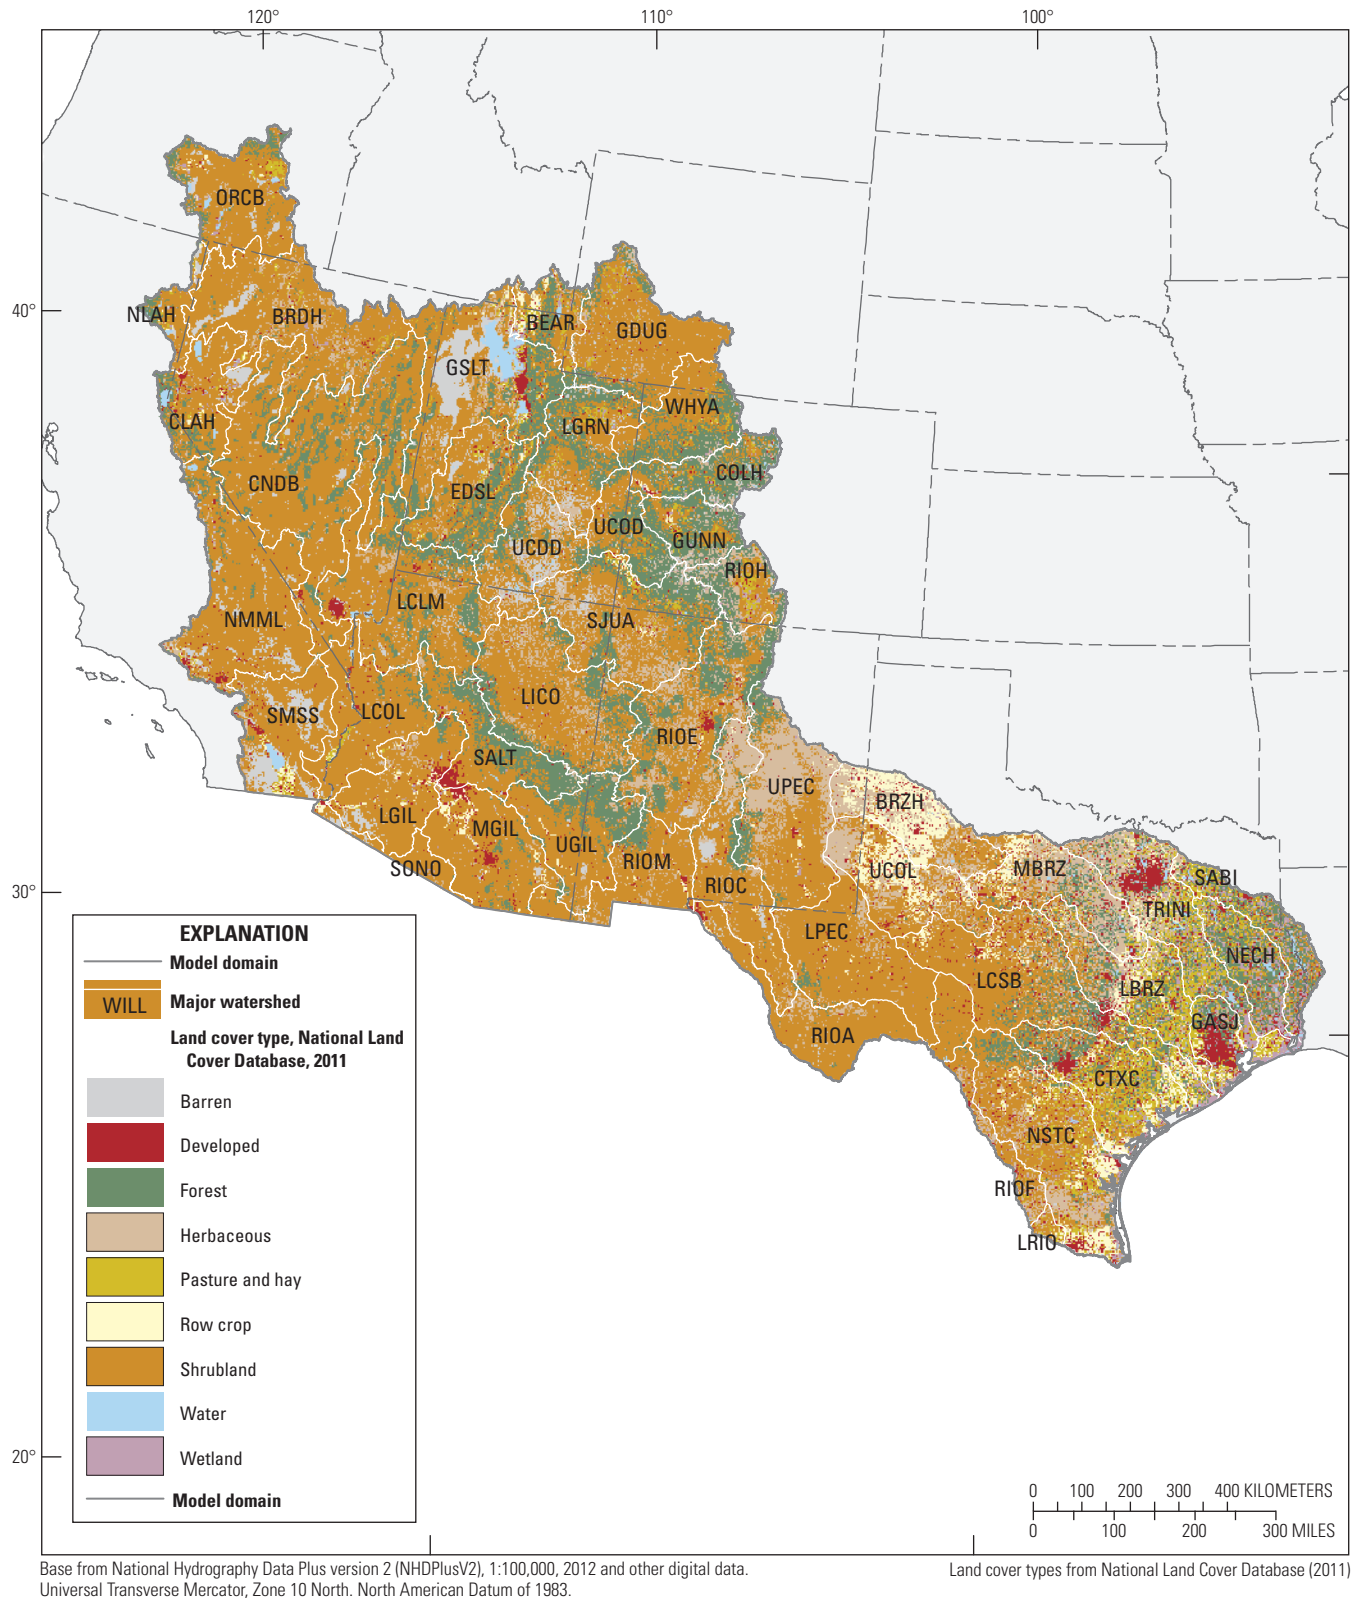 120°
110°
100°
40°
30°
20°
ORCB
NLAH
BRDH
BEAR
GDUG
GSLT
WHYA
CLAH
LGRN
COLH
CNDB
EDSL
UCOD
UCDD
GUNN
RIOH
LCLM
NMML
SJUA
LICO
SMSS
LCOL
RIOE
SALT
UPEC
BRZH
LGIL
MGIL
UGIL
SONO
RIOM
RIOC
UCOL
MBRZ
SABI
TRINI
LPEC
NECH
LCSB
LBRZ
GASJ
RIOA
CTXC
NSTC
RIOF
LRIO
EXPLANATION
Model domain
WILL Major watershed
Land cover type, National Land
Cover Database, 2011
Barren
Developed
Forest
Herbaceous
Pasture and hay
Row crop
Shrubland
Water
Wetland
Model domain
0 100 200 300 400 KILOMETERS
0 100 200 300 MILES
Base from National Hydrography Data Plus version 2 (NHDPlusV2), 1:100,000, 2012 and other digital data.
Universal Transverse Mercator, Zone 10 North. North American Datum of 1983.
Land cover types from National Land Cover Database (2011)